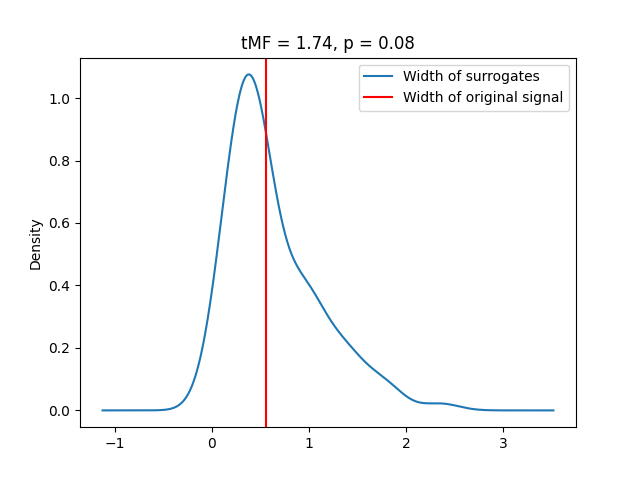 tMF = 1.74, p = 0.08
Width of surrogates
Width of original signal
Density
1.0
0.8
0.6
0.4
0.2
0.0
−1
0
1
2
3